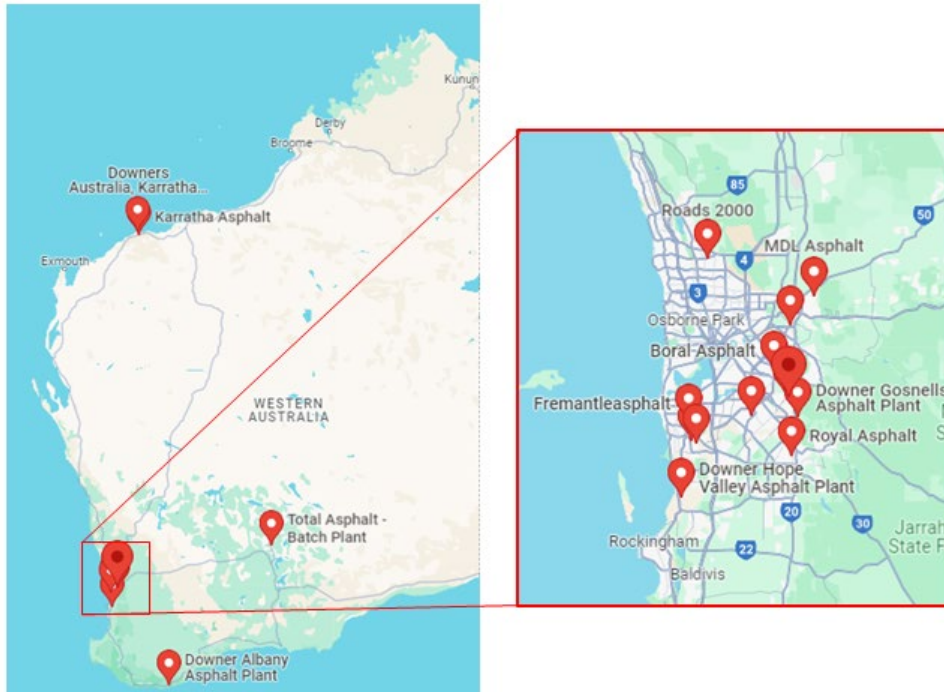 Kunun
Derby
Broome
Downers
Australia, Karratha...
Karratha Asphalt
Exmouth
WESTERN
AUSTRALIA
Total Asphalt -
Batch Plant
Downer Albany
Asphalt Plant
85
Roads 2000
50
MDL Asphalt
4
3
Osborne Park
Boral Asphalt
Fremantleasphalt
Downer Gosnells
Asphalt Plant
Royal Asphalt
State F
Downer Hope
Valley Asphalt Plant
20
30
Rockingham
22
Jarrah
State F
Baldivis